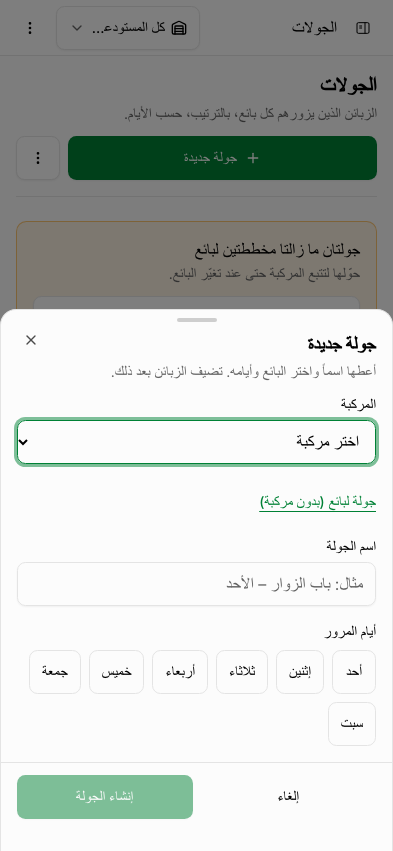 الجولات
كل المستودعـ...
الجولات
الزبائن الذين يزورهم كل بائع، بالترتيب، حسب الأيام.
جولة جديدة
جولتان ما زالتا مخططتين لبائع
حوّلها لتتبع المركبة حتى عند تغيّر البائع.
جولة جديدة
أعطها اسماً واختر البائع وأيامه. تضيف الزبائن بعد ذلك.
المركبة
اختر مركبة
جولة لبائع (بدون مركبة)
اسم الجولة
مثال: باب الزوار – الأحد
أيام المرور
أحد
إثنين
ثلاثاء
أربعاء
خميس
جمعة
سبت
إلغاء
إنشاء الجولة